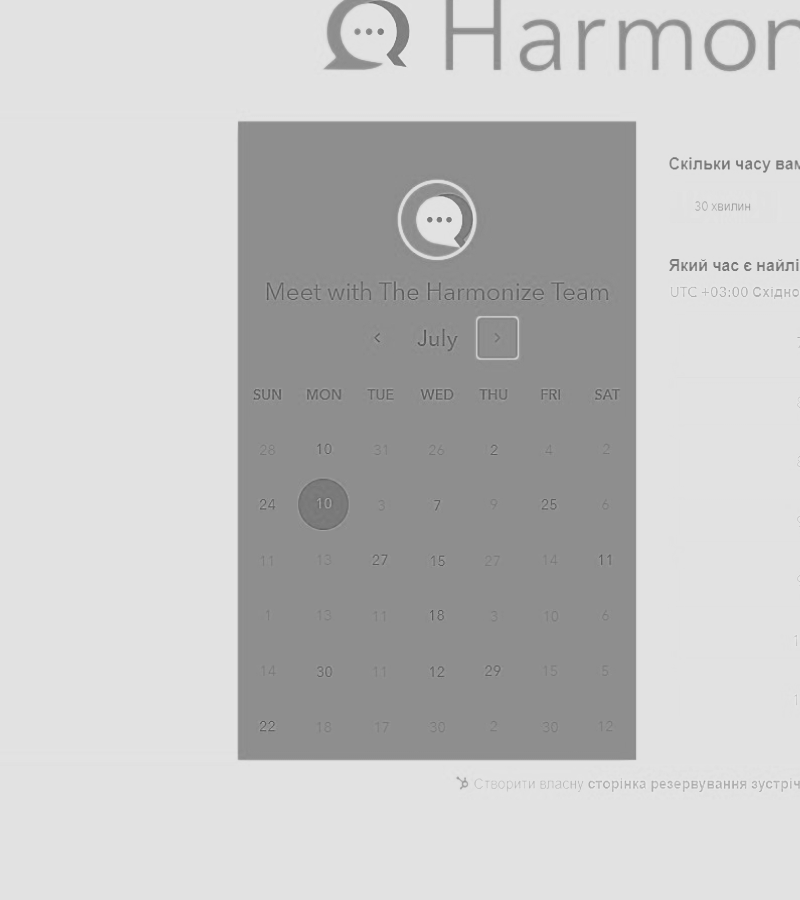 Harmon
Скільки часу вам
30 хвилин
Який час є найлі
UTC +03:00 Східно
Meet with The Harmonize Team
July
SUN MON TUE WED THU FRI SAT
28 10 31 26 2 4 2
24 10 3 7 9 25 6
11 13 27 15 27 14 11
1 13 11 18 3 10 6
14 30 11 12 29 15 5
22 18 17 30 2 30 12
Створити власну сторінка резервування зустріч